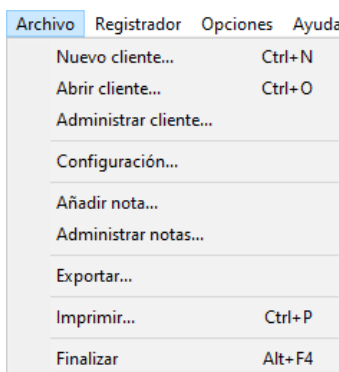 Archivo Registrador Opciones Ayuda
Nuevo cliente... Ctrl+N
Abrir cliente... Ctrl+O
Administrar cliente...
Configuración...
Añadir nota...
Administrar notas...
Exportar...
Imprimir... Ctrl+P
Finalizar Alt+F4